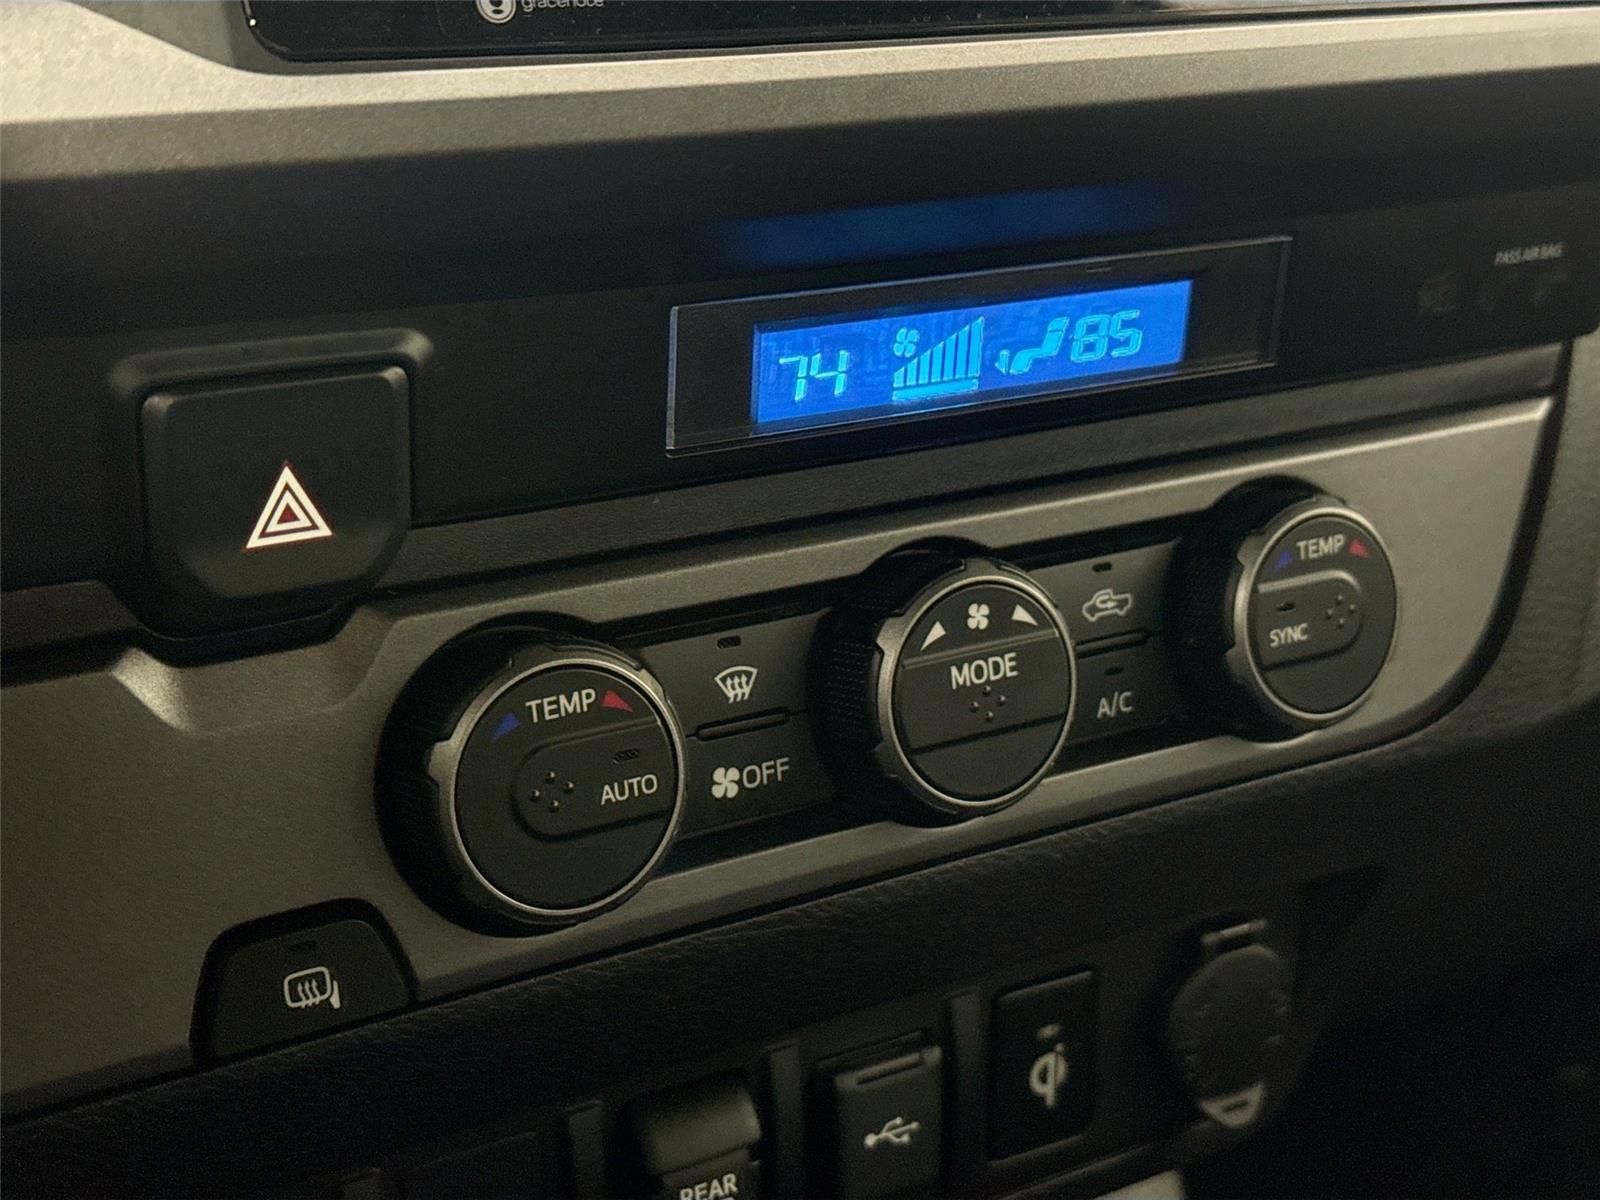 gracenote
PASS AIR BAG
74 85
TEMP
AUTO
OFF
MODE
A/C
TEMP
SYNC
REAR